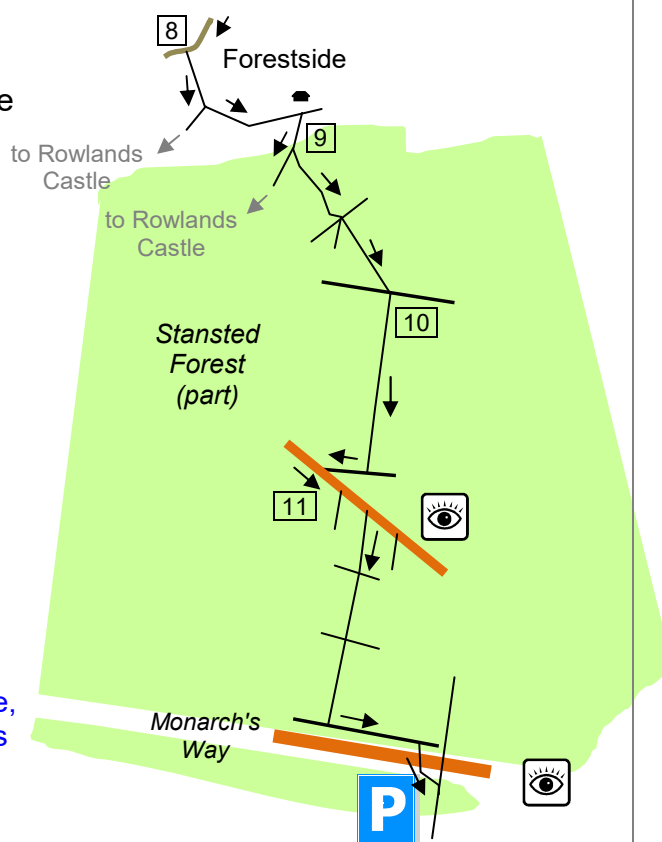 8
Forestside
e
9
to Rowlands
Castle
to Rowlands
Castle
10
Stansted
Forest
(part)
11
e,
s
Monarch's
Way
P